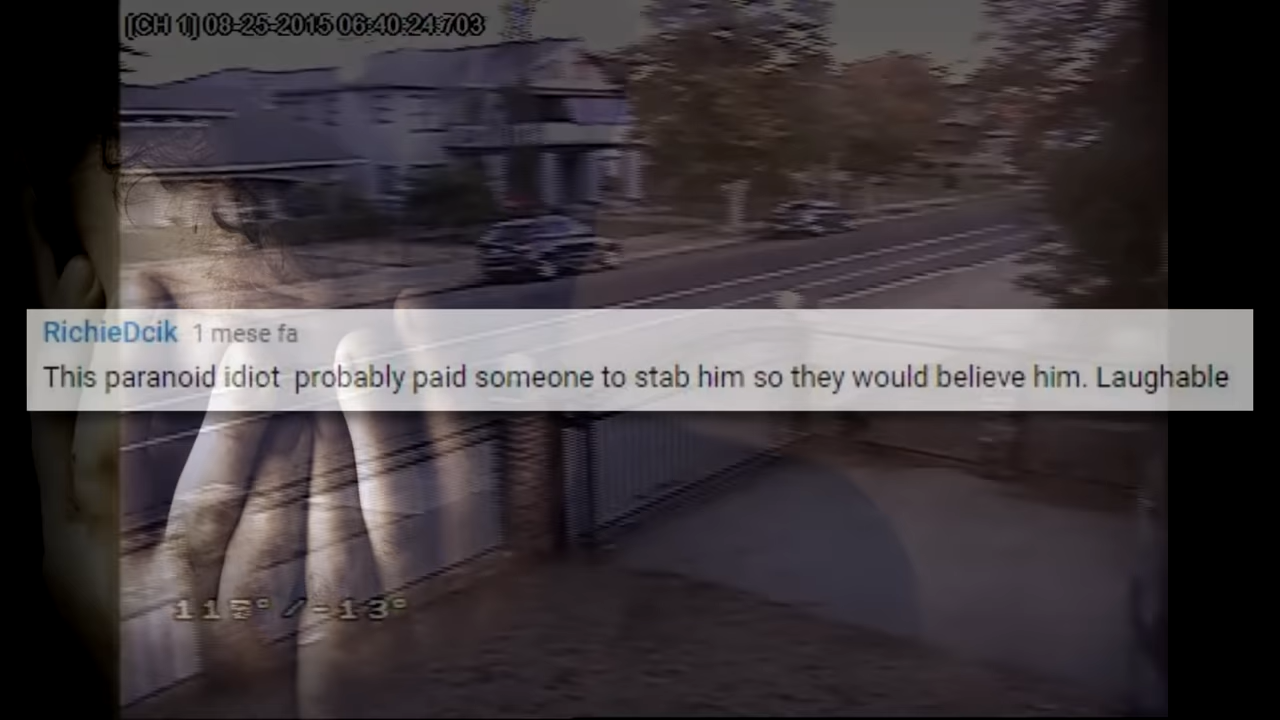 [CH 1] 08-25-2015 06:40:24:703
RichieDcik 1 mese fa
This paranoid idiot probably paid someone to stab him so they would believe him. Laughable